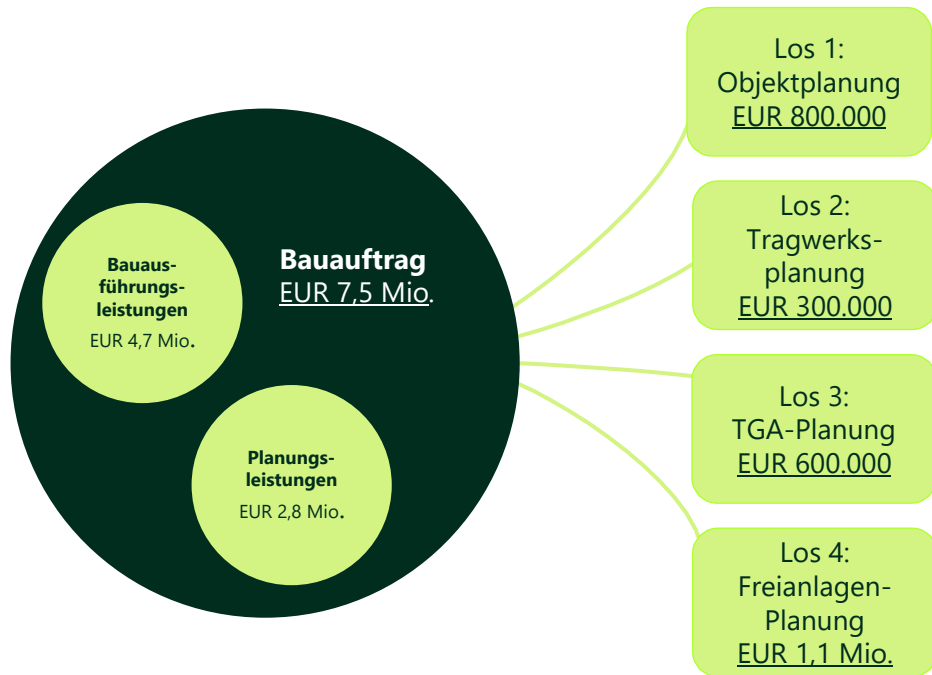 Bauaus-
führungs-
leistungen
EUR 4,7 Mio.
Bauauftrag
EUR 7,5 Mio.
Planungs-
leistungen
EUR 2,8 Mio.
Los 1:
Objektplanung
EUR 800.000
Los 2:
Tragwerks-
planung
EUR 300.000
Los 3:
TGA-Planung
EUR 600.000
Los 4:
Freianlagen-
Planung
EUR 1,1 Mio.